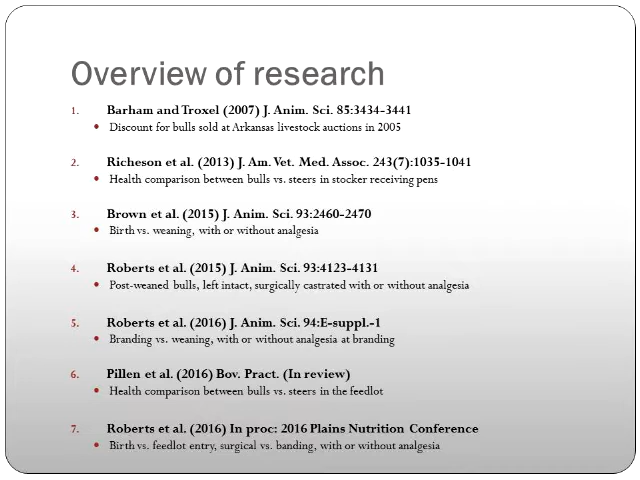 Overview of research
1. Barham and Troxel (2007) J. Anim. Sci. 85:3434-3441
• Discount for bulls sold at Arkansas livestock auctions in 2005
2. Richeson et al. (2013) J. Am. Vet. Med. Assoc. 243(7):1035-1041
• Health comparison between bulls vs. steers in stocker receiving pens
3. Brown et al. (2015) J. Anim. Sci. 93:2460-2470
• Birth vs. weaning, with or without analgesia
4. Roberts et al. (2015) J. Anim. Sci. 93:4123-4131
• Post-weaned bulls, left intact, surgically castrated with or without analgesia
5. Roberts et al. (2016) J. Anim. Sci. 94:E-suppl.-1
• Branding vs. weaning, with or without analgesia at branding
6. Pillen et al. (2016) Bov. Pract. (In review)
• Health comparison between bulls vs. steers in the feedlot
7. Roberts et al. (2016) In proc: 2016 Plains Nutrition Conference
• Birth vs. feedlot entry, surgical vs. banding, with or without analgesia